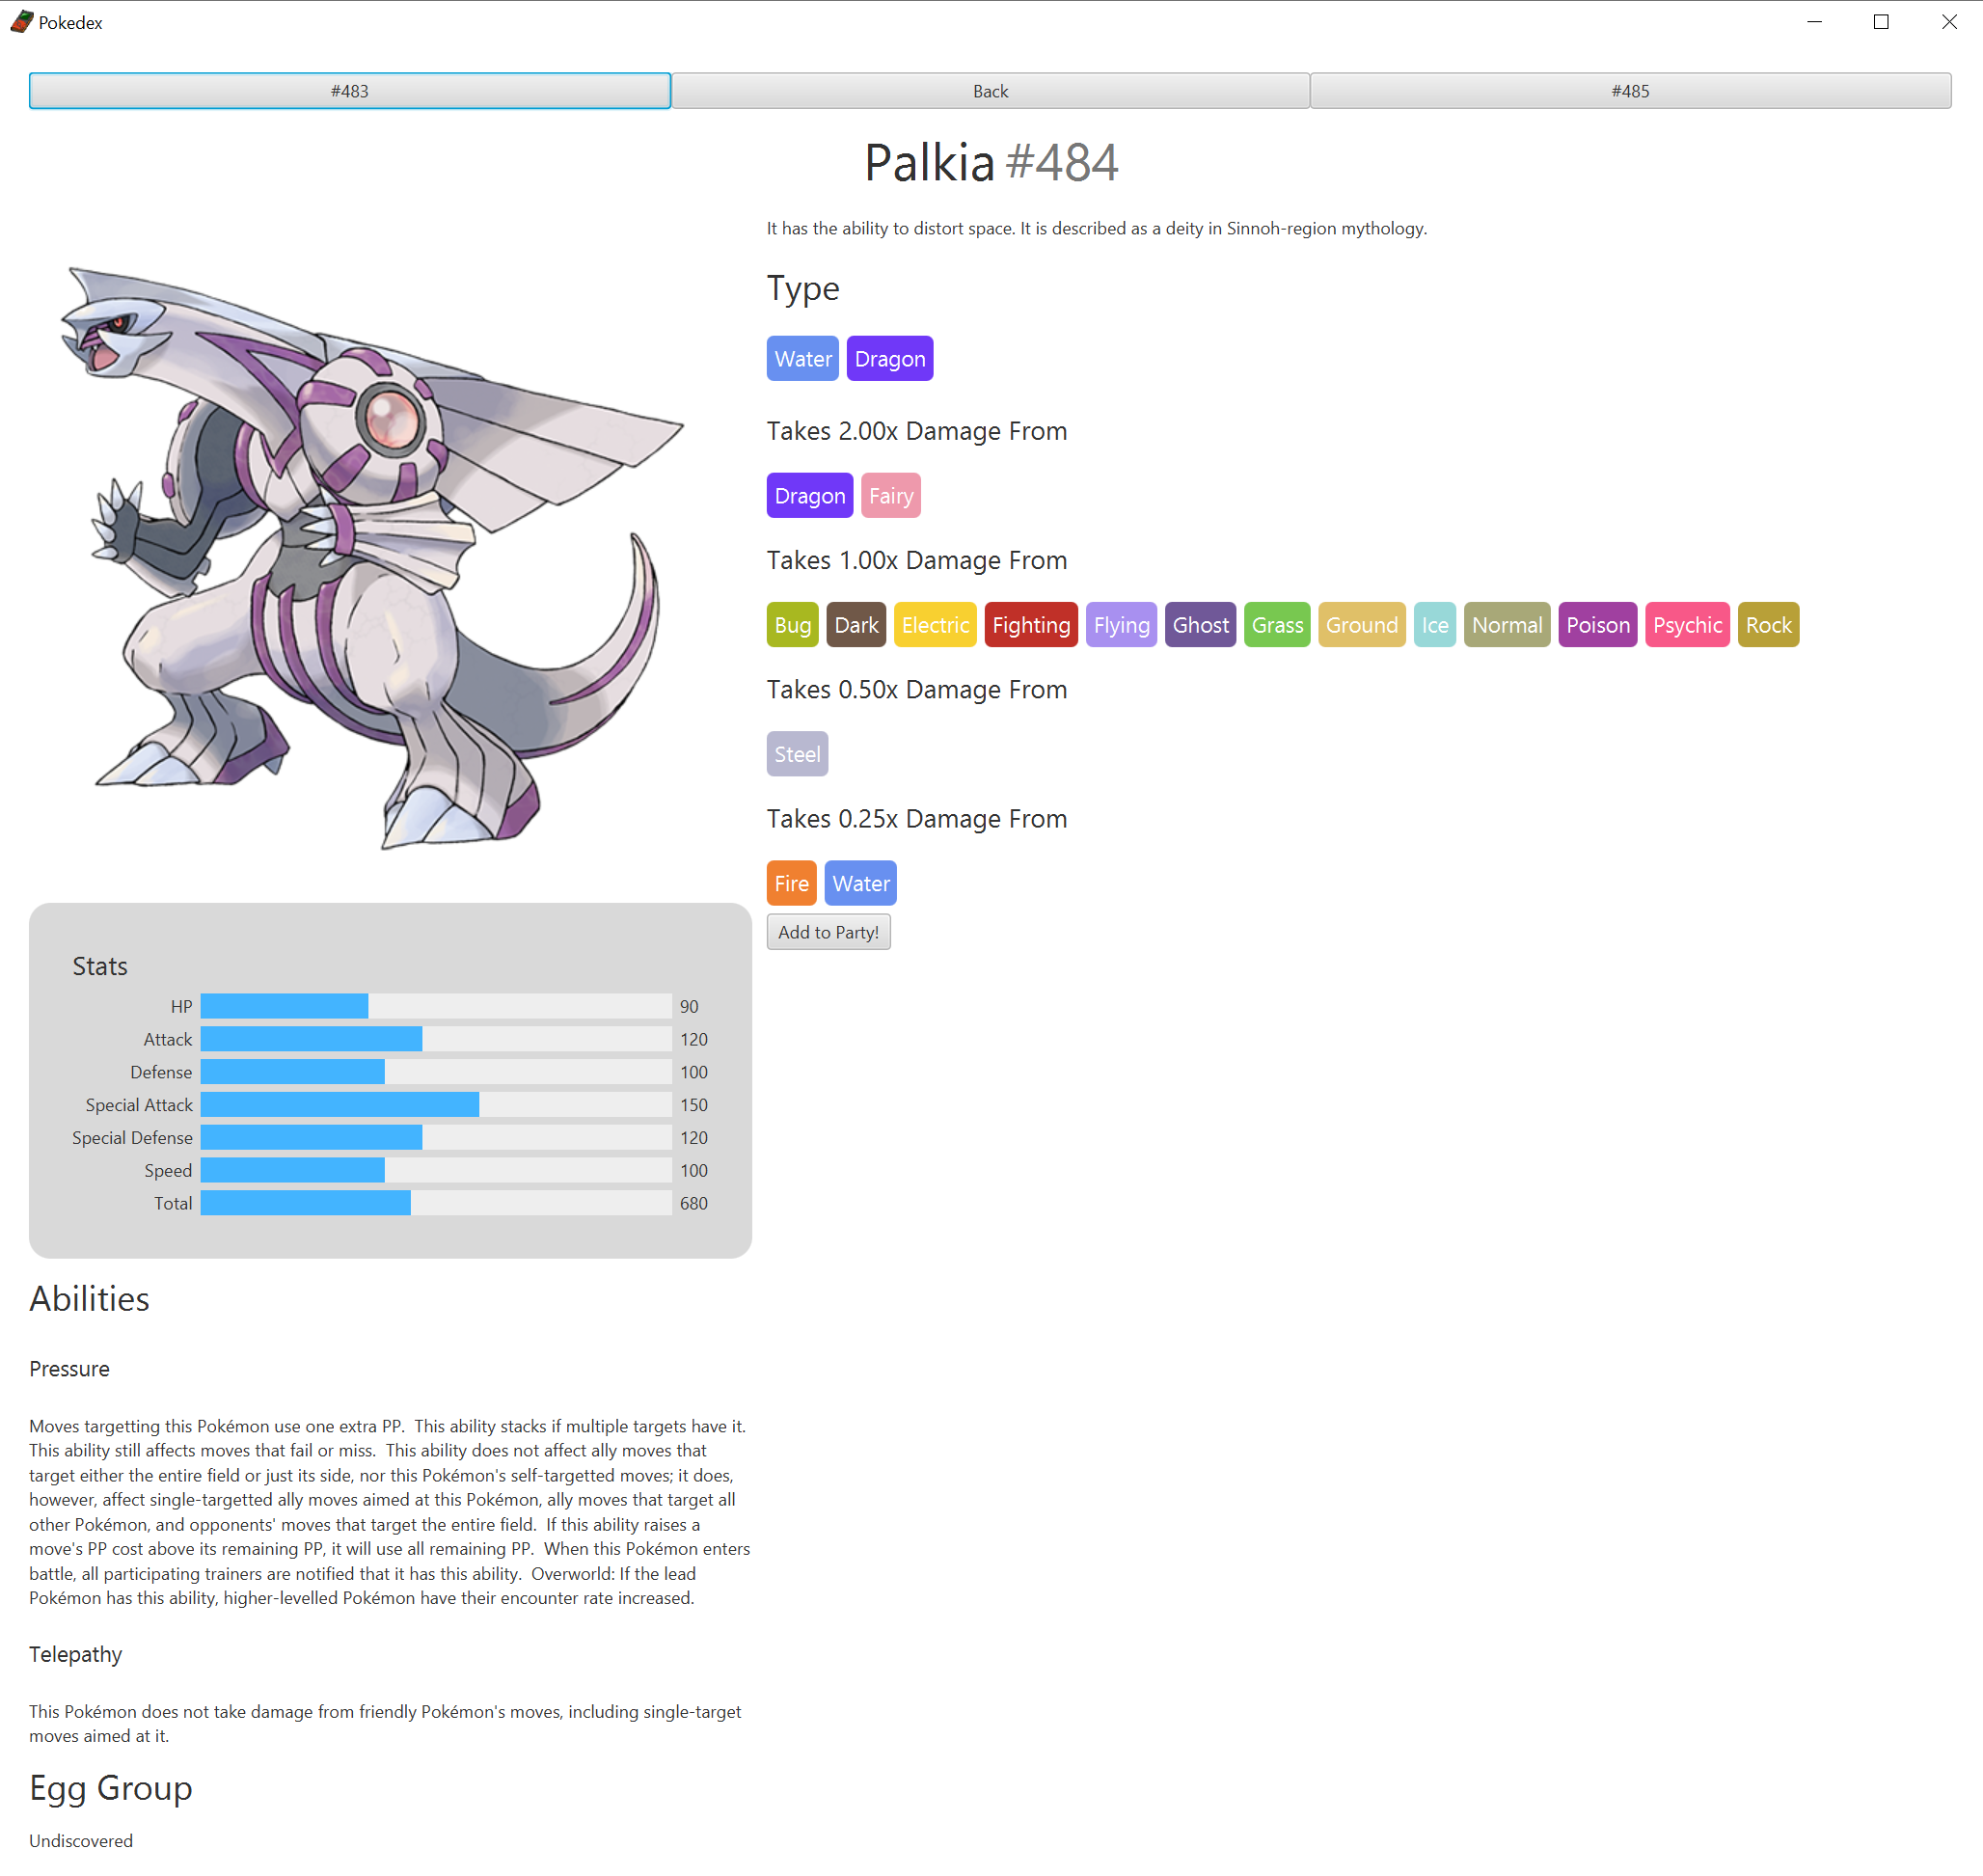 Pokedex
#483
Back
#485
Palkia #484
It has the ability to distort space. It is described as a deity in Sinnoh-region mythology.
Type
Water Dragon
Takes 2.00x Damage From
Dragon Fairy
Takes 1.00x Damage From
Bug Dark Electric Fighting Flying Ghost Grass Ground Ice Normal Poison Psychic Rock
Takes 0.50x Damage From
Steel
Takes 0.25x Damage From
Fire Water
Add to Party!
Stats
HP 90
Attack 120
Defense 100
Special Attack 150
Special Defense 120
Speed 100
Total 680
Abilities
Pressure
Moves targetting this Pokémon use one extra PP.  This ability stacks if multiple targets have it.
This ability still affects moves that fail or miss.  This ability does not affect ally moves that
target either the entire field or just its side, nor this Pokémon's self-targetted moves; it does,
however, affect single-targetted ally moves aimed at this Pokémon, ally moves that target all
other Pokémon, and opponents' moves that target the entire field.  If this ability raises a
move's PP cost above its remaining PP, it will use all remaining PP.  When this Pokémon enters
battle, all participating trainers are notified that it has this ability.  Overworld: If the lead
Pokémon has this ability, higher-levelled Pokémon have their encounter rate increased.
Telepathy
This Pokémon does not take damage from friendly Pokémon's moves, including single-target
moves aimed at it.
Egg Group
Undiscovered